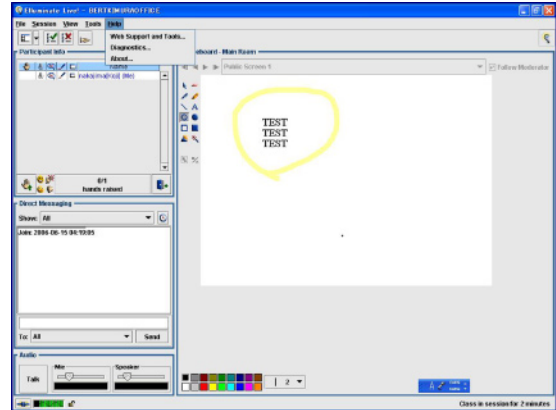 Elluminate Live! - BERTKIMURAOFFICE
File Session View Tools Help
Web Support and Tools...
Diagnostics...
About...
Participant Info
Name
Whiteboard - Main Room
Public Screen 1
Follow Moderator
TEST
TEST
TEST
0/1
hands raised
Direct Messaging
Show: All
Join: 2006-06-15 04:19:05
To: All
Send
Audio
Talk
Mic
Speaker
2
Class in session for 2 minutes